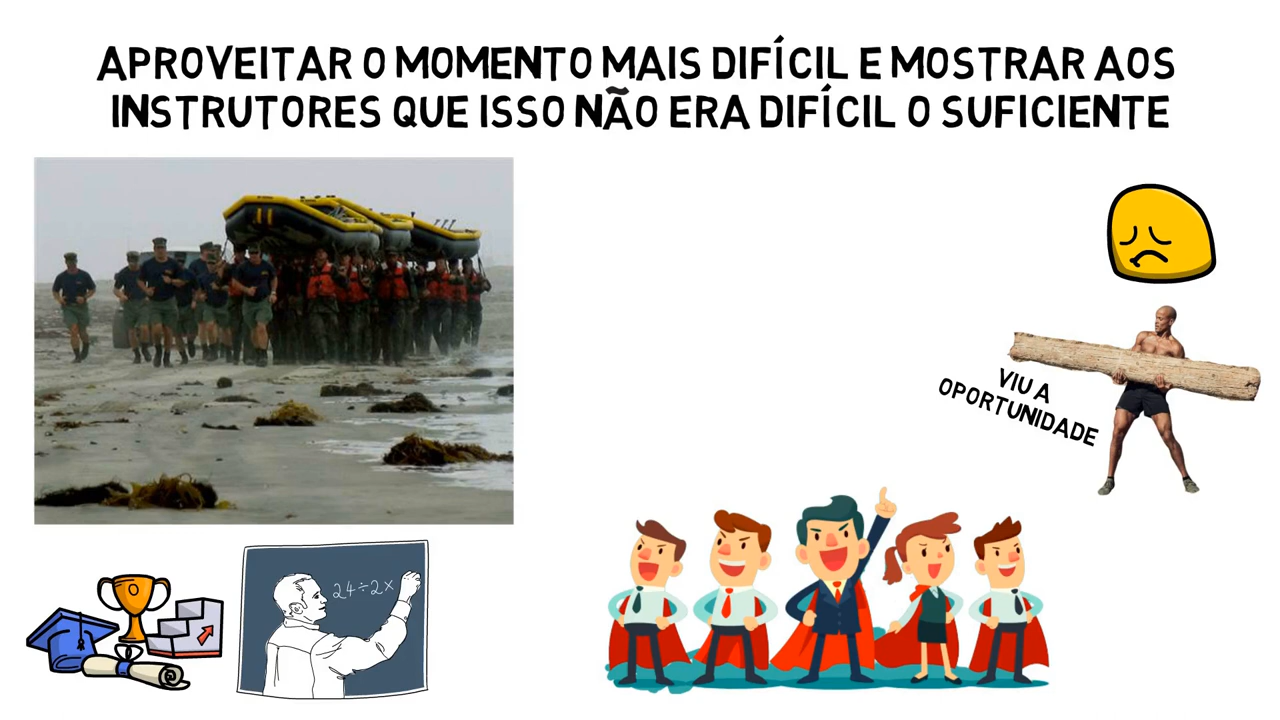 APROVEITAR O MOMENTO MAIS DIFÍCIL E MOSTRAR AOS
INSTRUTORES QUE ISSO NÃO ERA DIFÍCIL O SUFICIENTE
VIU A
OPORTUNIDADE
24÷2×